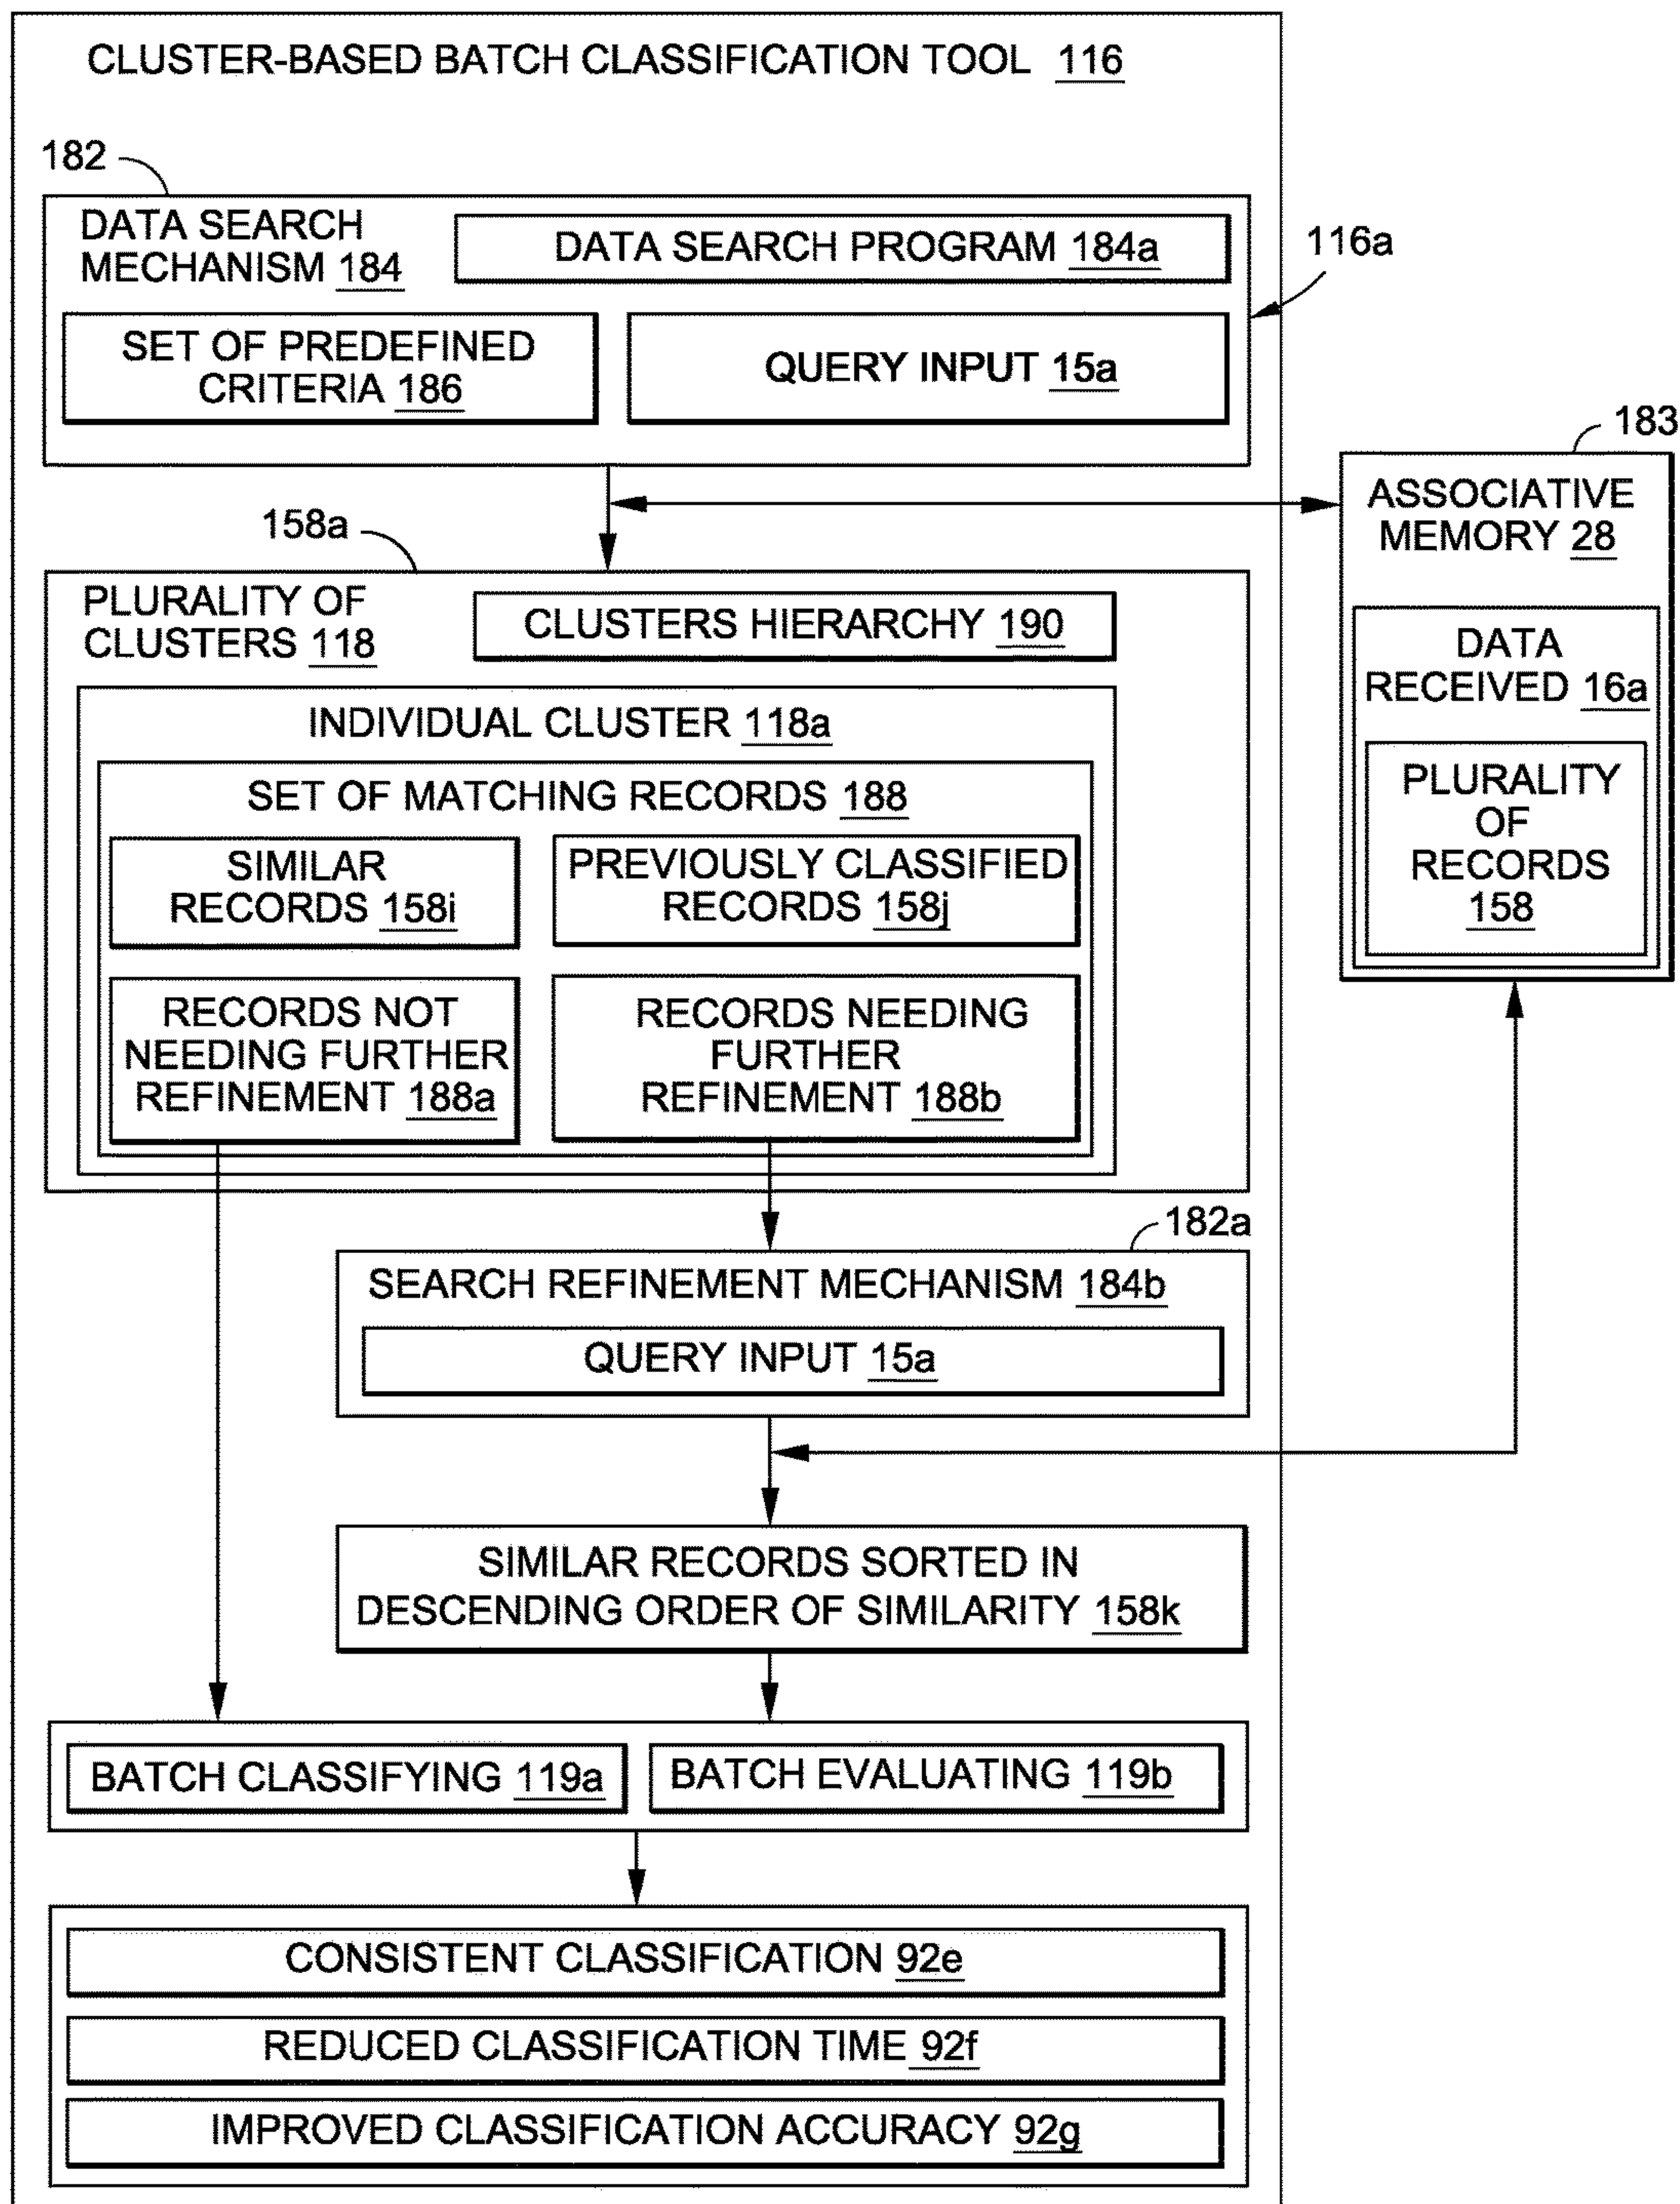 CLUSTER-BASED BATCH CLASSIFICATION TOOL 116
182
DATA SEARCH
MECHANISM 184
DATA SEARCH PROGRAM 184a
116a
SET OF PREDEFINED
CRITERIA 186
QUERY INPUT 15a
183
ASSOCIATIVE
MEMORY 28
DATA
RECEIVED 16a
PLURALITY
OF
RECORDS
158
158a
PLURALITY OF
CLUSTERS 118
CLUSTERS HIERARCHY 190
INDIVIDUAL CLUSTER 118a
SET OF MATCHING RECORDS 188
SIMILAR
RECORDS 158i
PREVIOUSLY CLASSIFIED
RECORDS 158j
RECORDS NOT
NEEDING FURTHER
REFINEMENT 188a
RECORDS NEEDING
FURTHER
REFINEMENT 188b
182a
SEARCH REFINEMENT MECHANISM 184b
QUERY INPUT 15a
SIMILAR RECORDS SORTED IN
DESCENDING ORDER OF SIMILARITY 158k
BATCH CLASSIFYING 119a
BATCH EVALUATING 119b
CONSISTENT CLASSIFICATION 92e
REDUCED CLASSIFICATION TIME 92f
IMPROVED CLASSIFICATION ACCURACY 92g